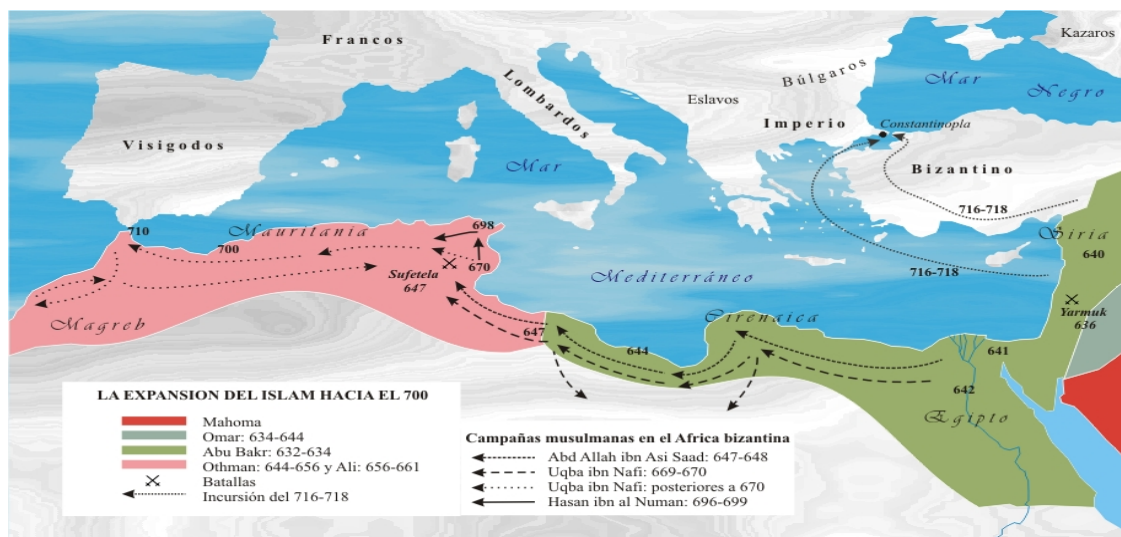 Kazaros
Francos
Mar
Negro
Búlgaros
Lombardos
Eslavos
Imperio
Constantinopla
Visigodos
Mar
Bizantino
716-718
710
Mauritania
698
700
Siria
670
640
Sufetela
647
Mediterráneo
716-718
Yarmuk
636
Magreb
Cirenaica
647
644
641
642
Egipto
LA EXPANSION DEL ISLAM HACIA EL 700
Mahoma
Omar: 634-644
Abu Bakr: 632-634
Othman: 644-656 y Ali: 656-661
Batallas
Incursión del 716-718
Campañas musulmanas en el Africa bizantina
Abd Allah ibn Asi Saad: 647-648
Uqba ibn Nafi: 669-670
Uqba ibn Nafi: posteriores a 670
Hasan ibn al Numan: 696-699